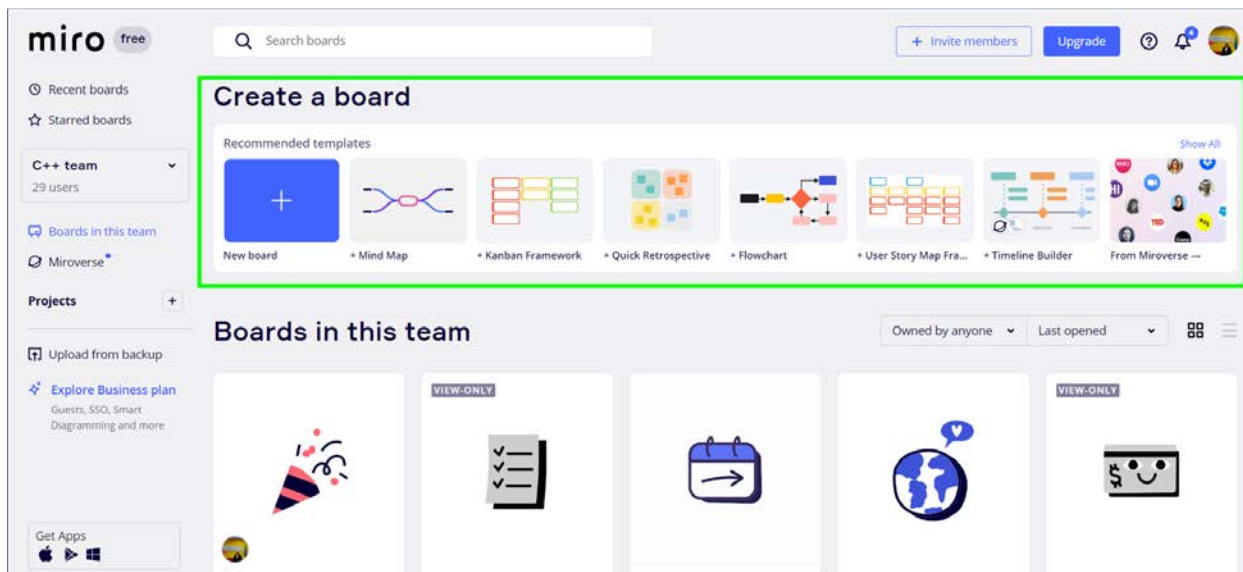 miro free
Search boards
+ Invite members
Upgrade
4
Recent boards
Starred boards
C++ team
29 users
Boards in this team
Miroverse
Projects +
Upload from backup
Explore Business plan
Guests, SSO, Smart
Diagramming and more
Get Apps
Create a board
Recommended templates
Show All
New board
+ Mind Map
+ Kanban Framework
+ Quick Retrospective
+ Flowchart
+ User Story Map Fra...
+ Timeline Builder
TED
From Miroverse →
Boards in this team
Owned by anyone
Last opened
VIEW-ONLY
VIEW-ONLY
$